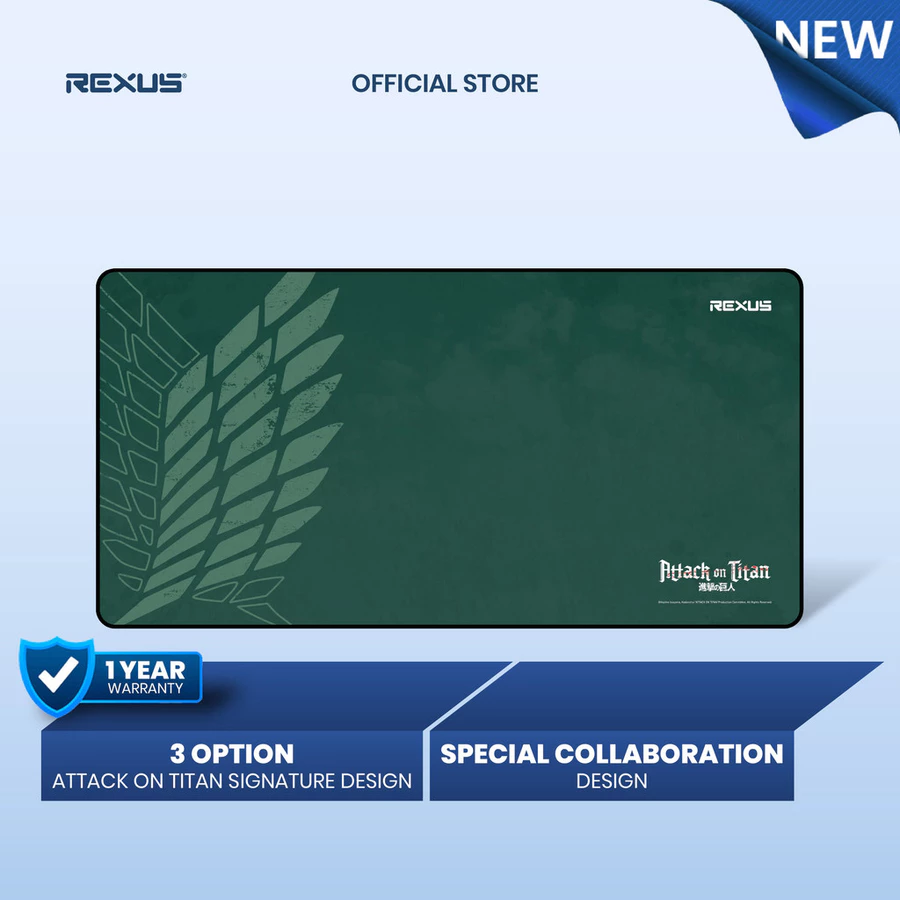 REXUS®
OFFICIAL STORE
NEW
REXUS
Attack on Titan
進撃の巨人
1 YEAR
WARRANTY
3 OPTION
ATTACK ON TITAN SIGNATURE DESIGN
SPECIAL COLLABORATION
DESIGN